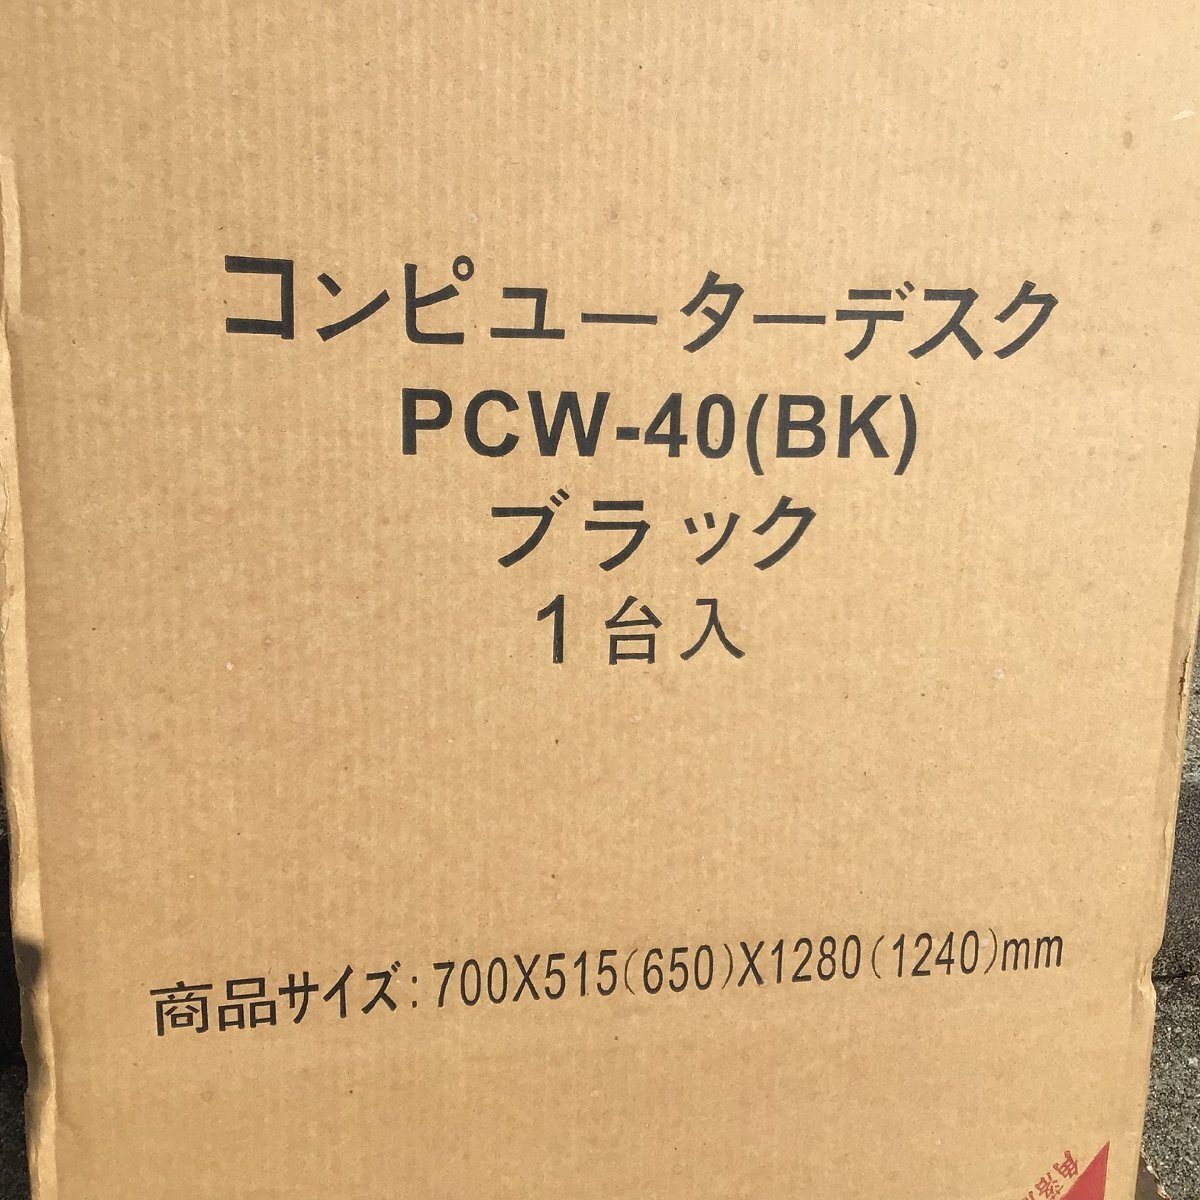 コンピューターデスク
PCW-40(BK)
ブラック
1台入
商品サイズ:700X515(650)X1280(1240)mm